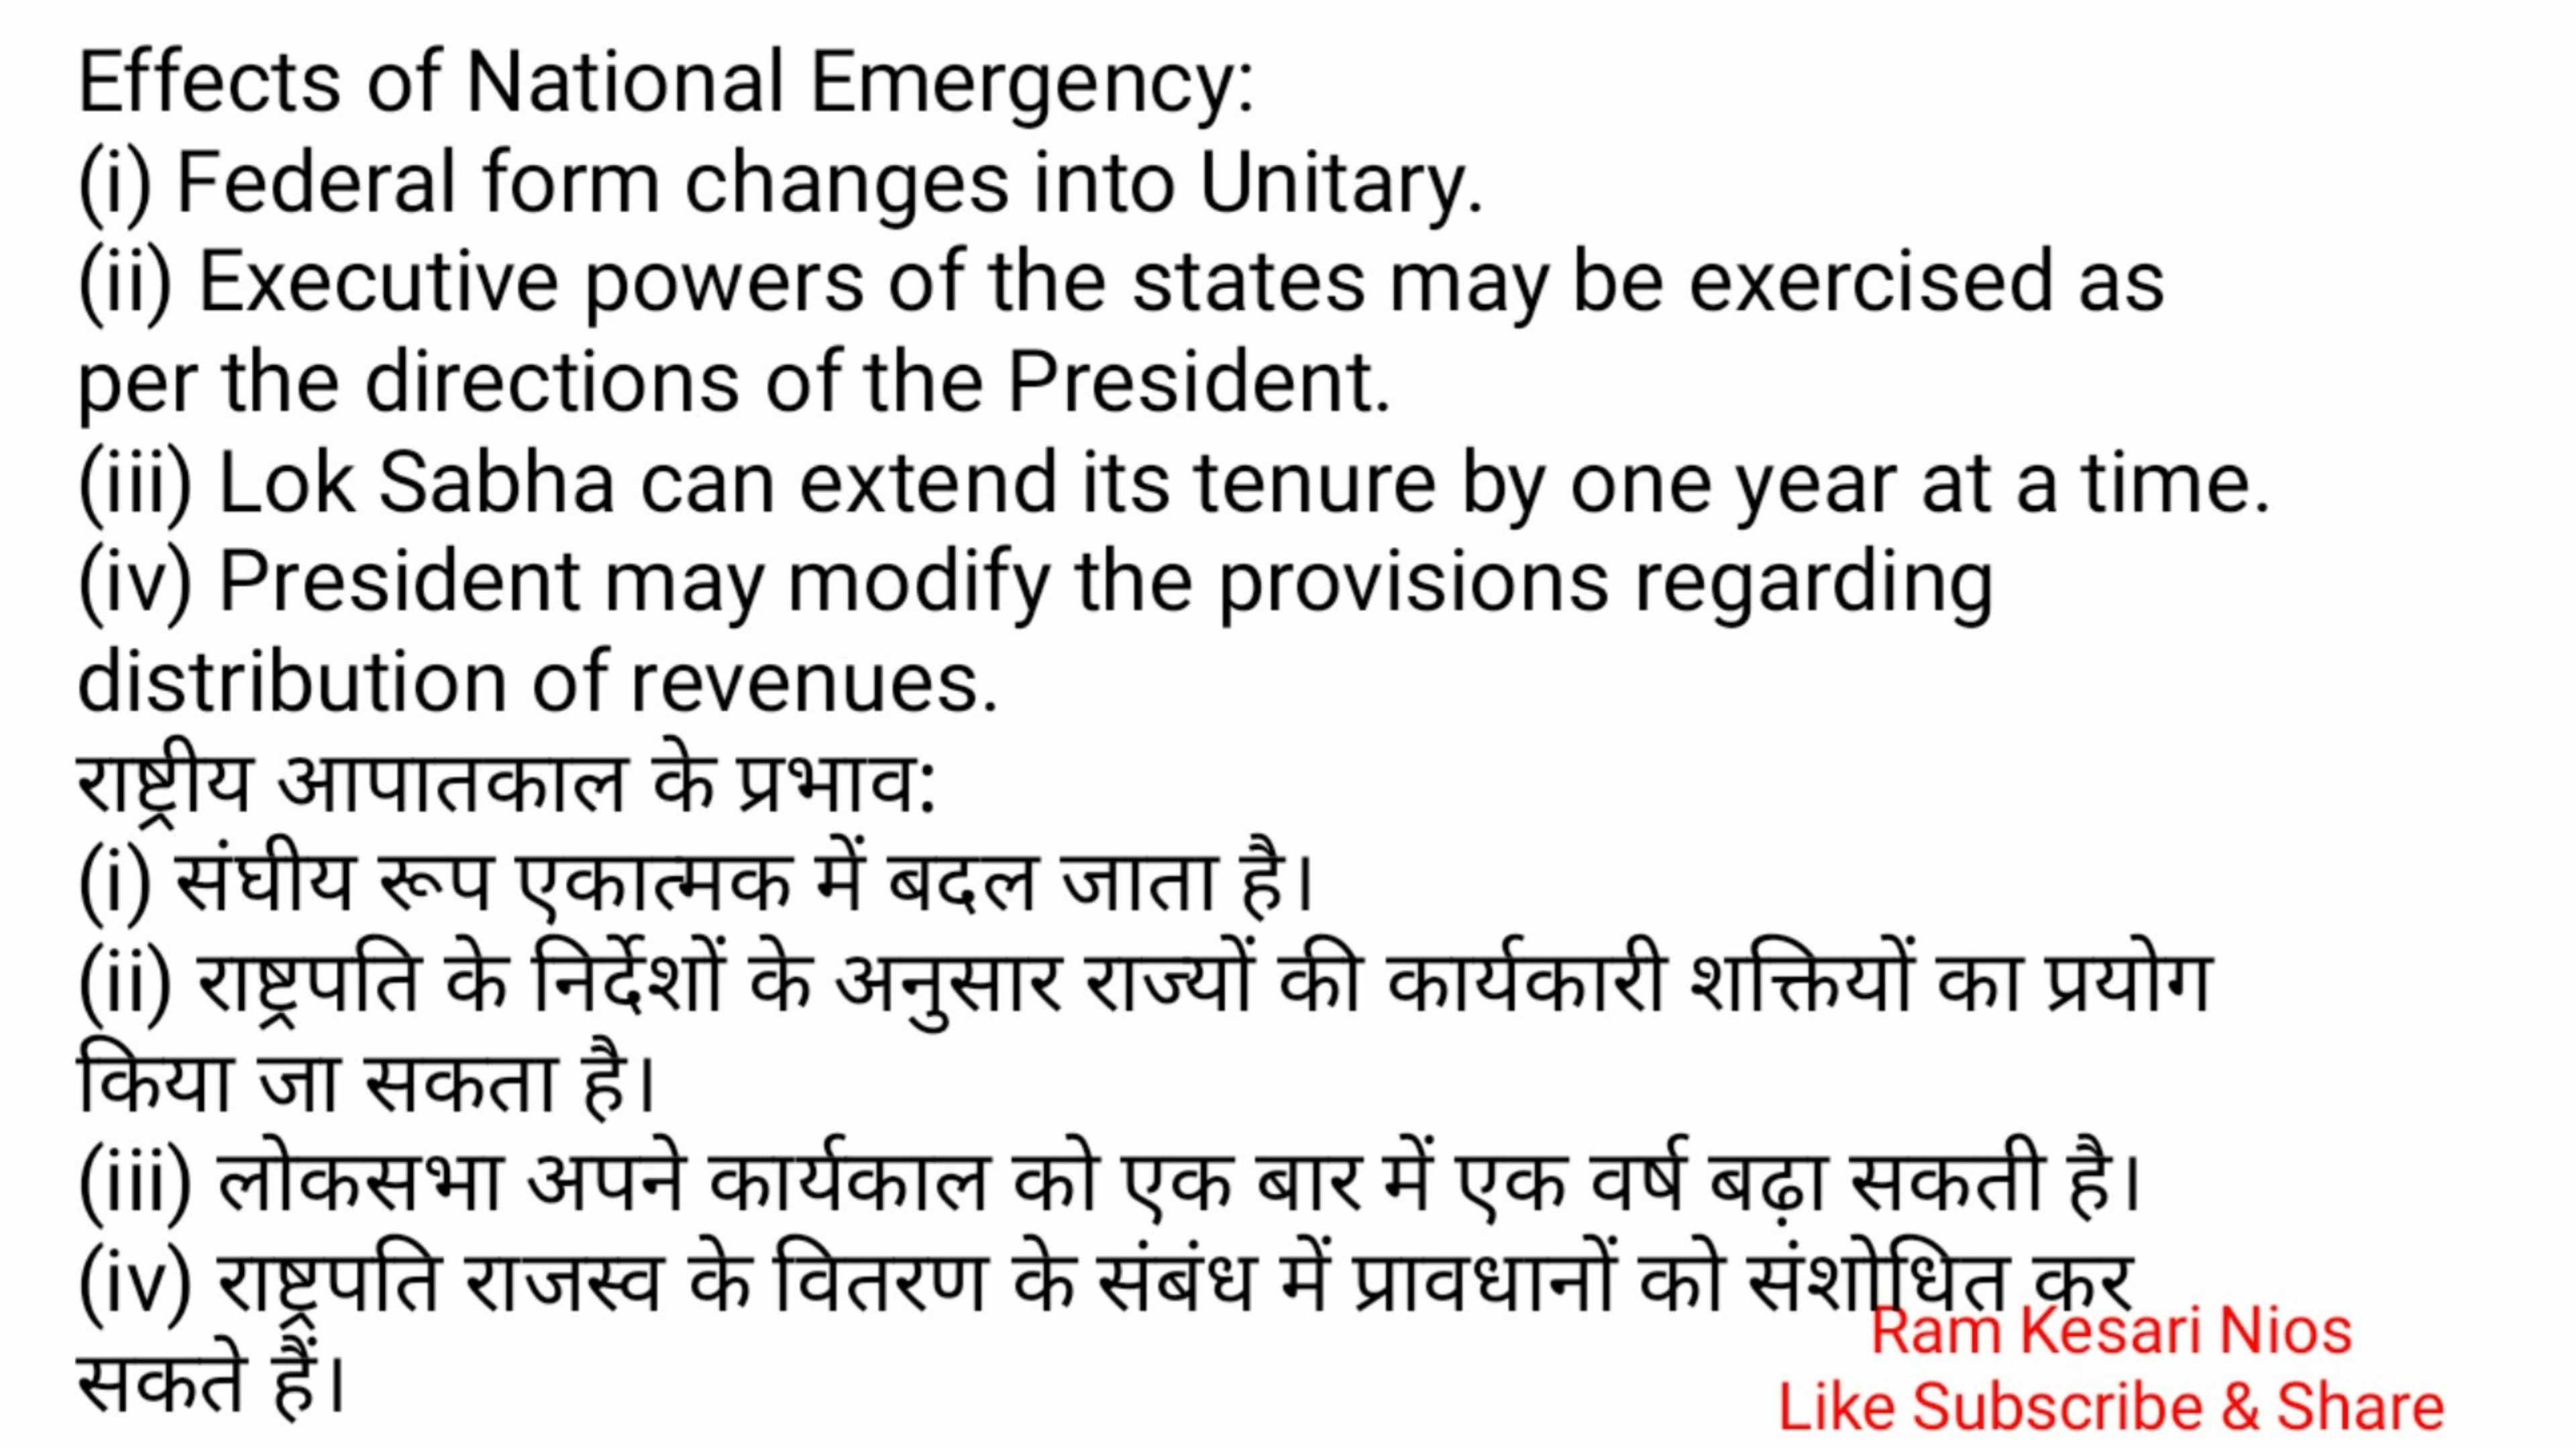 Effects of National Emergency:
(i) Federal form changes into Unitary.
(ii) Executive powers of the states may be exercised as
per the directions of the President.
(iii) Lok Sabha can extend its tenure by one year at a time.
(iv) President may modify the provisions regarding
distribution of revenues.
राष्ट्रीय आपातकाल के प्रभाव:
(i) संघीय रूप एकात्मक में बदल जाता है।
(ii) राष्ट्रपति के निर्देशों के अनुसार राज्यों की कार्यकारी शक्तियों का प्रयोग
किया जा सकता है।
(iii) लोकसभा अपने कार्यकाल को एक बार में एक वर्ष बढ़ा सकती है।
(iv) राष्ट्रपति राजस्व के वितरण के संबंध में प्रावधानों को संशोधित कर
सकते हैं।
Ram Kesari Nios
Like Subscribe & Share